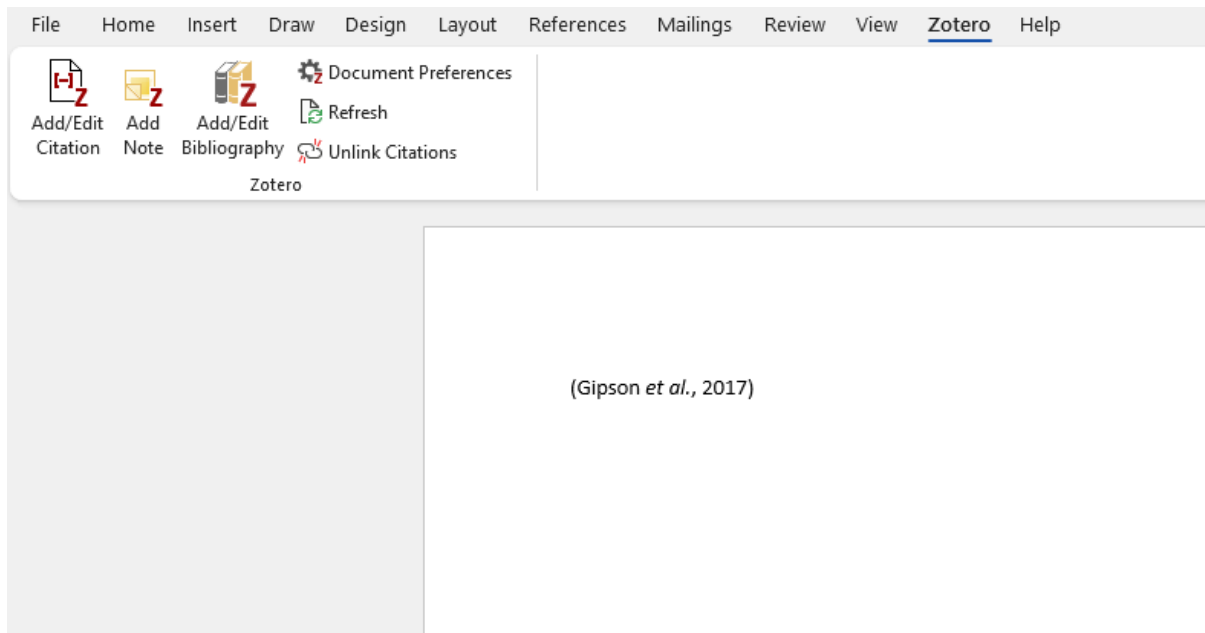 File Home Insert Draw Design Layout References Mailings Review View Zotero Help
Add/Edit Citation
Add Note
Add/Edit Bibliography
Document Preferences
Refresh
Unlink Citations
Zotero
(Gipson et al., 2017)